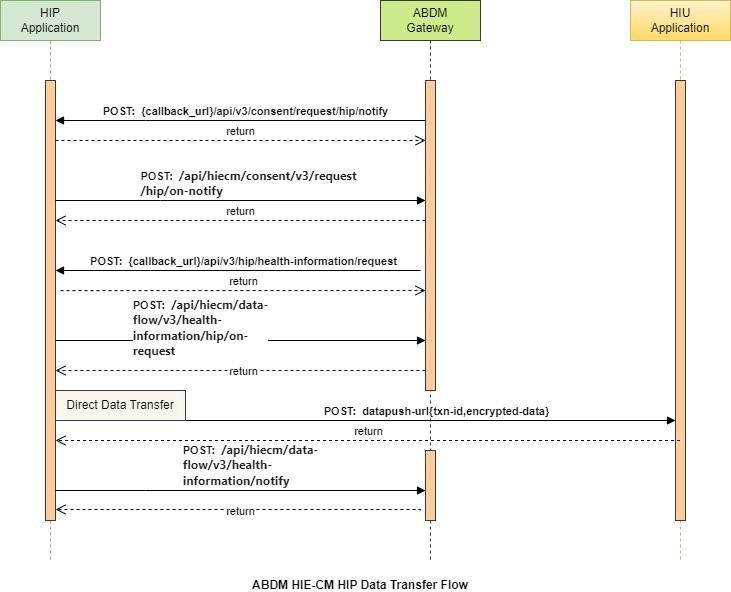 HIP
Application
ABDM
Gateway
HIU
Application
POST: {callback_url}/api/v3/consent/request/hip/notify
return
POST: /api/hiecm/consent/v3/request
/hip/on-notify
return
POST: {callback_url}/api/v3/hip/health-information/request
return
POST: /api/hiecm/data-
flow/v3/health-
information/hip/on-
request
return
Direct Data Transfer
POST: datapush-url{txn-id,encrypted-data}
return
POST: /api/hiecm/data-
flow/v3/health-
information/notify
return
ABDM HIE-CM HIP Data Transfer Flow